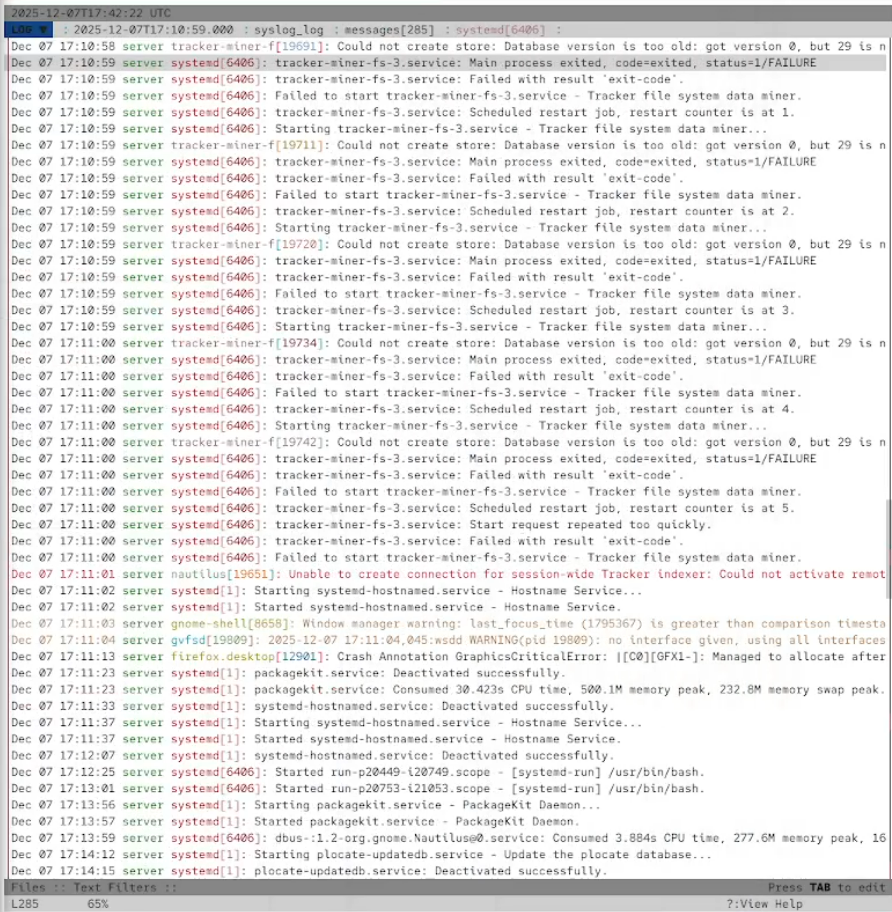 2025-12-07T17:42:22 UTC
LOG ▼ : 2025-12-07T17:10:59.000 : syslog_log : messages[285] : systemd[6406] :
Dec 07 17:10:58 server tracker-miner-f[19691]: Could not create store: Database version is too old: got version 0, but 29 is n
Dec 07 17:10:59 server systemd[6406]: tracker-miner-fs-3.service: Main process exited, code=exited, status=1/FAILURE
Dec 07 17:10:59 server systemd[6406]: tracker-miner-fs-3.service: Failed with result 'exit-code'.
Dec 07 17:10:59 server systemd[6406]: Failed to start tracker-miner-fs-3.service - Tracker file system data miner.
Dec 07 17:10:59 server systemd[6406]: tracker-miner-fs-3.service: Scheduled restart job, restart counter is at 1.
Dec 07 17:10:59 server systemd[6406]: Starting tracker-miner-fs-3.service - Tracker file system data miner...
Dec 07 17:10:59 server tracker-miner-f[19711]: Could not create store: Database version is too old: got version 0, but 29 is n
Dec 07 17:10:59 server systemd[6406]: tracker-miner-fs-3.service: Main process exited, code=exited, status=1/FAILURE
Dec 07 17:10:59 server systemd[6406]: tracker-miner-fs-3.service: Failed with result 'exit-code'.
Dec 07 17:10:59 server systemd[6406]: Failed to start tracker-miner-fs-3.service - Tracker file system data miner.
Dec 07 17:10:59 server systemd[6406]: tracker-miner-fs-3.service: Scheduled restart job, restart counter is at 2.
Dec 07 17:10:59 server systemd[6406]: Starting tracker-miner-fs-3.service - Tracker file system data miner...
Dec 07 17:10:59 server tracker-miner-f[19720]: Could not create store: Database version is too old: got version 0, but 29 is n
Dec 07 17:10:59 server systemd[6406]: tracker-miner-fs-3.service: Main process exited, code=exited, status=1/FAILURE
Dec 07 17:10:59 server systemd[6406]: tracker-miner-fs-3.service: Failed with result 'exit-code'.
Dec 07 17:10:59 server systemd[6406]: Failed to start tracker-miner-fs-3.service - Tracker file system data miner.
Dec 07 17:10:59 server systemd[6406]: tracker-miner-fs-3.service: Scheduled restart job, restart counter is at 3.
Dec 07 17:10:59 server systemd[6406]: Starting tracker-miner-fs-3.service - Tracker file system data miner...
Dec 07 17:11:00 server tracker-miner-f[19734]: Could not create store: Database version is too old: got version 0, but 29 is n
Dec 07 17:11:00 server systemd[6406]: tracker-miner-fs-3.service: Main process exited, code=exited, status=1/FAILURE
Dec 07 17:11:00 server systemd[6406]: tracker-miner-fs-3.service: Failed with result 'exit-code'.
Dec 07 17:11:00 server systemd[6406]: Failed to start tracker-miner-fs-3.service - Tracker file system data miner.
Dec 07 17:11:00 server systemd[6406]: tracker-miner-fs-3.service: Scheduled restart job, restart counter is at 4.
Dec 07 17:11:00 server systemd[6406]: Starting tracker-miner-fs-3.service - Tracker file system data miner...
Dec 07 17:11:00 server tracker-miner-f[19742]: Could not create store: Database version is too old: got version 0, but 29 is n
Dec 07 17:11:00 server systemd[6406]: tracker-miner-fs-3.service: Main process exited, code=exited, status=1/FAILURE
Dec 07 17:11:00 server systemd[6406]: tracker-miner-fs-3.service: Failed with result 'exit-code'.
Dec 07 17:11:00 server systemd[6406]: Failed to start tracker-miner-fs-3.service - Tracker file system data miner.
Dec 07 17:11:00 server systemd[6406]: tracker-miner-fs-3.service: Scheduled restart job, restart counter is at 5.
Dec 07 17:11:00 server systemd[6406]: tracker-miner-fs-3.service: Start request repeated too quickly.
Dec 07 17:11:00 server systemd[6406]: tracker-miner-fs-3.service: Failed with result 'exit-code'.
Dec 07 17:11:00 server systemd[6406]: Failed to start tracker-miner-fs-3.service - Tracker file system data miner.
Dec 07 17:11:01 server nautilus[19651]: Unable to create connection for session-wide Tracker indexer: Could not activate remot
Dec 07 17:11:02 server systemd[1]: Starting systemd-hostnamed.service - Hostname Service...
Dec 07 17:11:02 server systemd[1]: Started systemd-hostnamed.service - Hostname Service.
Dec 07 17:11:03 server gnome-shell[8658]: Window manager warning: last_focus_time (1795367) is greater than comparison timesta
Dec 07 17:11:04 server gvfsd[19809]: 2025-12-07 17:11:04,045:wsdd WARNING(pid 19809): no interface given, using all interfaces
Dec 07 17:11:13 server firefox.desktop[12901]: Crash Annotation GraphicsCriticalError: |[C0][GFX1-]: Managed to allocate after
Dec 07 17:11:23 server systemd[1]: packagekit.service: Deactivated successfully.
Dec 07 17:11:23 server systemd[1]: packagekit.service: Consumed 30.423s CPU time, 500.1M memory peak, 232.8M memory swap peak.
Dec 07 17:11:33 server systemd[1]: systemd-hostnamed.service: Deactivated successfully.
Dec 07 17:11:37 server systemd[1]: Starting systemd-hostnamed.service - Hostname Service...
Dec 07 17:11:37 server systemd[1]: Started systemd-hostnamed.service - Hostname Service.
Dec 07 17:12:07 server systemd[1]: systemd-hostnamed.service: Deactivated successfully.
Dec 07 17:12:25 server systemd[6406]: Started run-p20449-i20749.scope - [systemd-run] /usr/bin/bash.
Dec 07 17:13:01 server systemd[6406]: Started run-p20753-i21053.scope - [systemd-run] /usr/bin/bash.
Dec 07 17:13:56 server systemd[1]: Starting packagekit.service - PackageKit Daemon...
Dec 07 17:13:57 server systemd[1]: Started packagekit.service - PackageKit Daemon.
Dec 07 17:13:59 server systemd[6406]: dbus-:1.2-org.gnome.Nautilus@0.service: Consumed 3.884s CPU time, 277.6M memory peak, 16
Dec 07 17:14:12 server systemd[1]: Starting plocate-updatedb.service - Update the plocate database...
Dec 07 17:14:15 server systemd[1]: plocate-updatedb.service: Deactivated successfully.
Files :: Text Filters :: Press TAB to edit
L285 65% ?:View Help